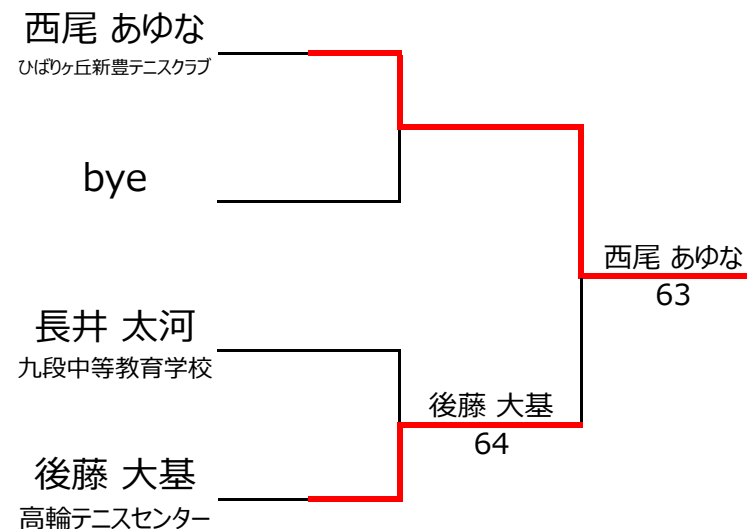 西尾 あゆな
ひばりヶ丘新豊テニスクラブ
bye
長井 太河
九段中等教育学校
後藤 大基
高輪テニスセンター
後藤 大基
64
西尾 あゆな
63